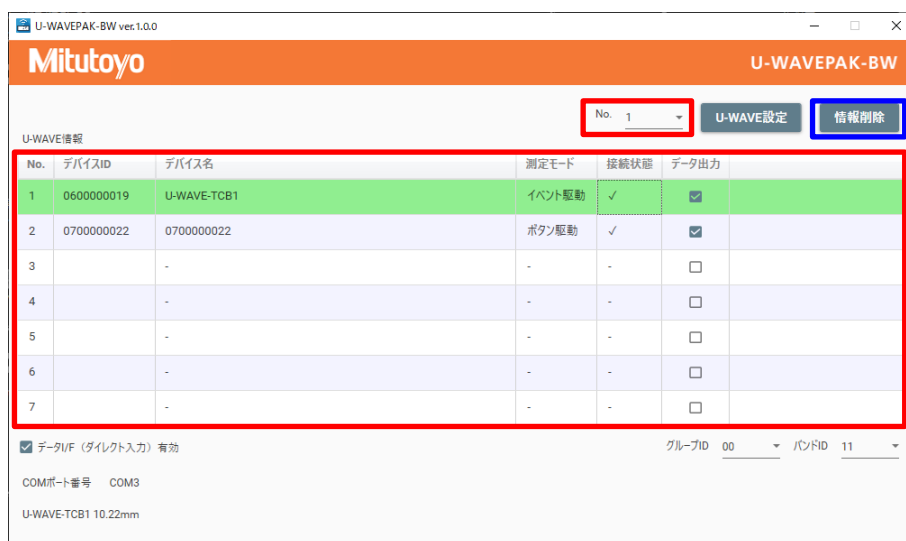 U-WAVEPAK-BW ver.1.0.0
Mitutoyo U-WAVEPAK-BW
No. 1 U-WAVE設定 情報削除
U-WAVE情報
No. デバイスID デバイス名 測定モード 接続状態 データ出力
1 0600000019 U-WAVE-TCB1 イベント駆動 ✓
2 0700000022 0700000022 ボタン駆動 ✓
3 - - -
4 - - -
5 - - -
6 - - -
7 - - -
データI/F（ダイレクト入力）有効 グループID 00 バンドID 11
COMポート番号 COM3
U-WAVE-TCB1 10.22mm